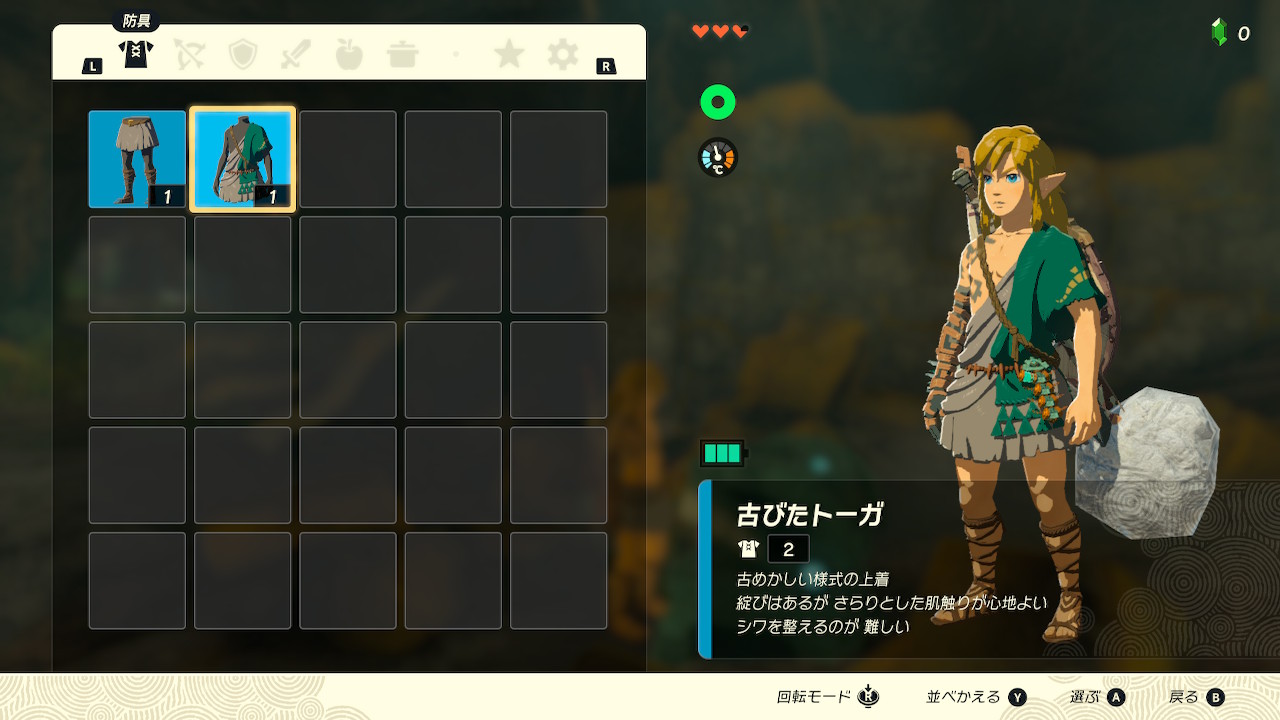 防具
L
R
0
℃
1
1
古びたトーガ
2
古めかしい様式の上着
綻びはあるが さらりとした肌触りが心地よい
シワを整えるのが 難しい
回転モード R 並べかえる Y 選ぶ A 戻る B